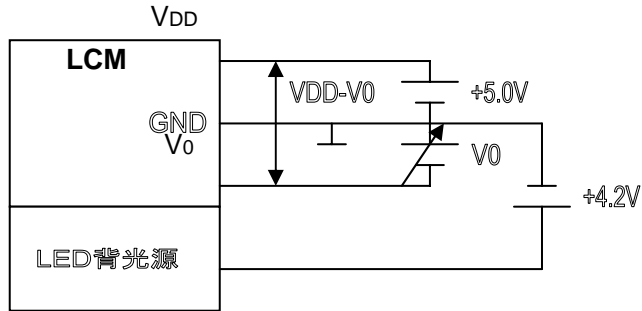 VDD
LCM
VDD-V0
+5.0V
GND
V0
V0
+4.2V
LED背光源